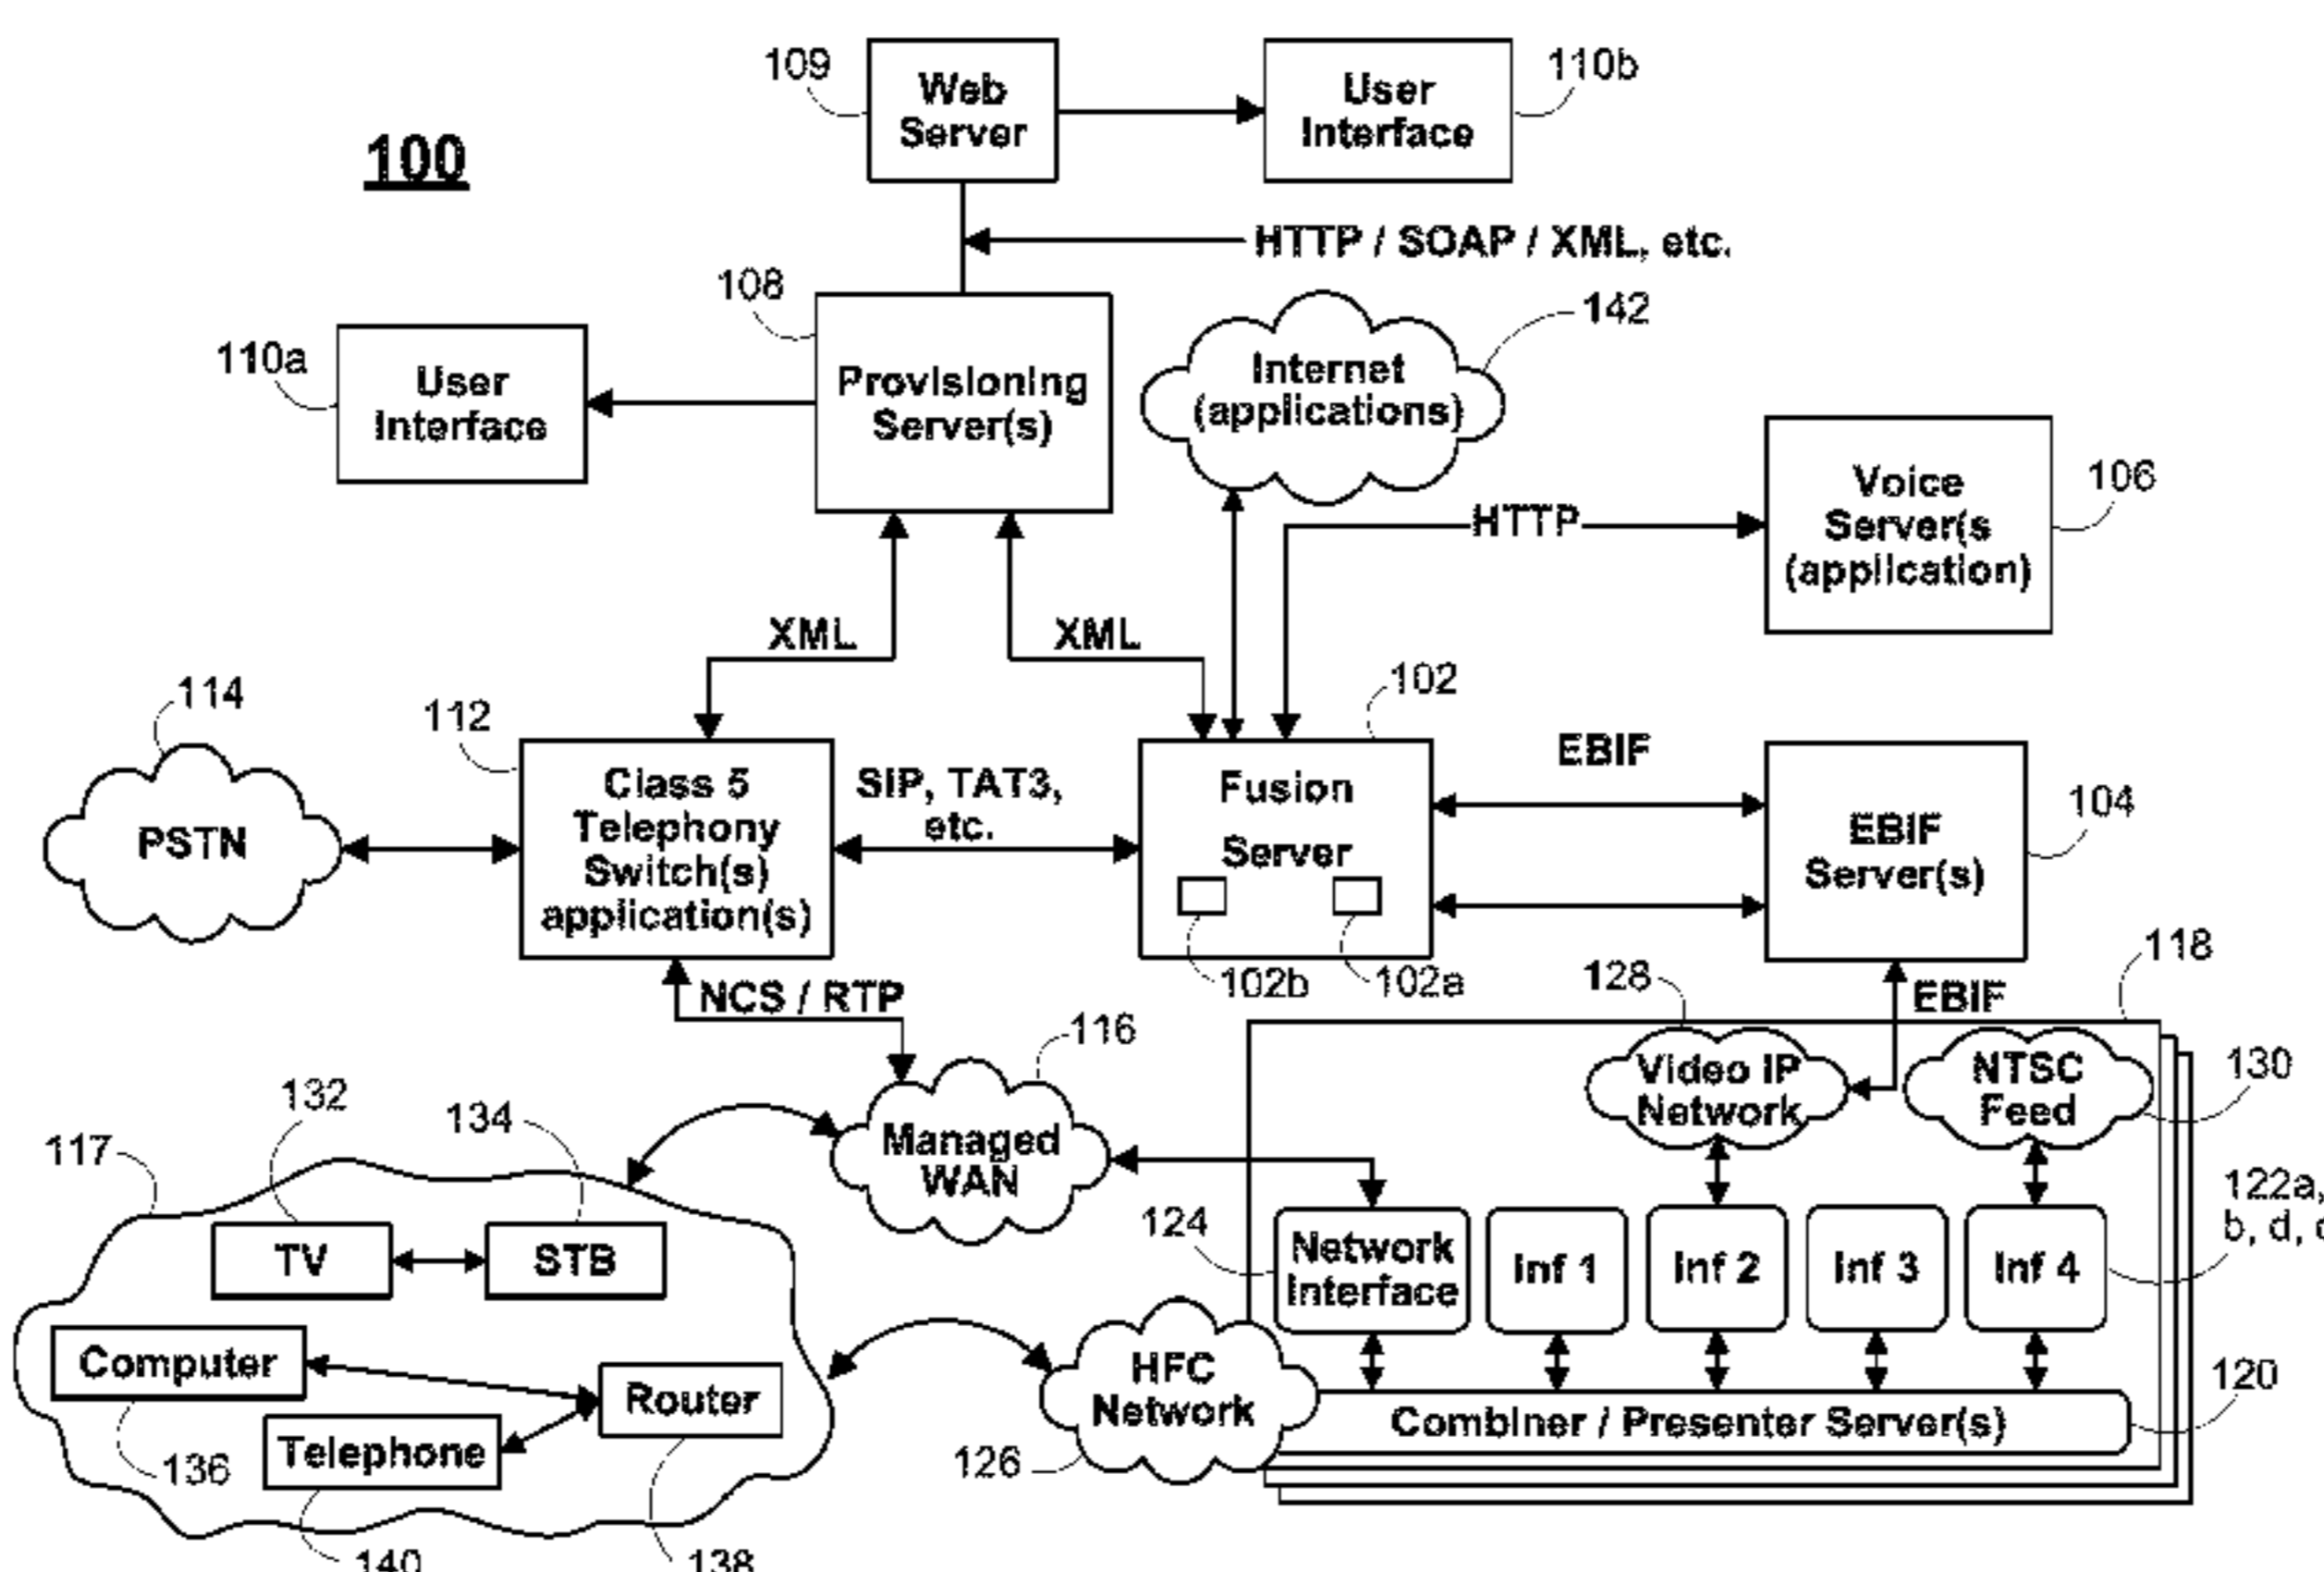 109
Web
Server
User
Interface
110b
100
HTTP / SOAP / XML, etc.
108
142
110a
User
Interface
Provisioning
Server(s)
Internet
(applications)
HTTP
Voice
Server(s
(application)
106
XML
XML
114
112
102
PSTN
Class 5
Telephony
Switch(s)
application(s)
SIP, TAT3,
etc.
Fusion
Server
EBIF
EBIF
Server(s)
104
102b
102a
128
118
NCS / RTP
EBIF
116
Video IP
Network
NTSC
Feed
130
132
134
117
Managed
WAN
124
Network
Interface
Inf 1
Inf 2
Inf 3
Inf 4
122a,
b, d,
TV
STB
Computer
Router
Telephone
HFC
Network
Combiner / Presenter Server(s)
120
136
126
140
138